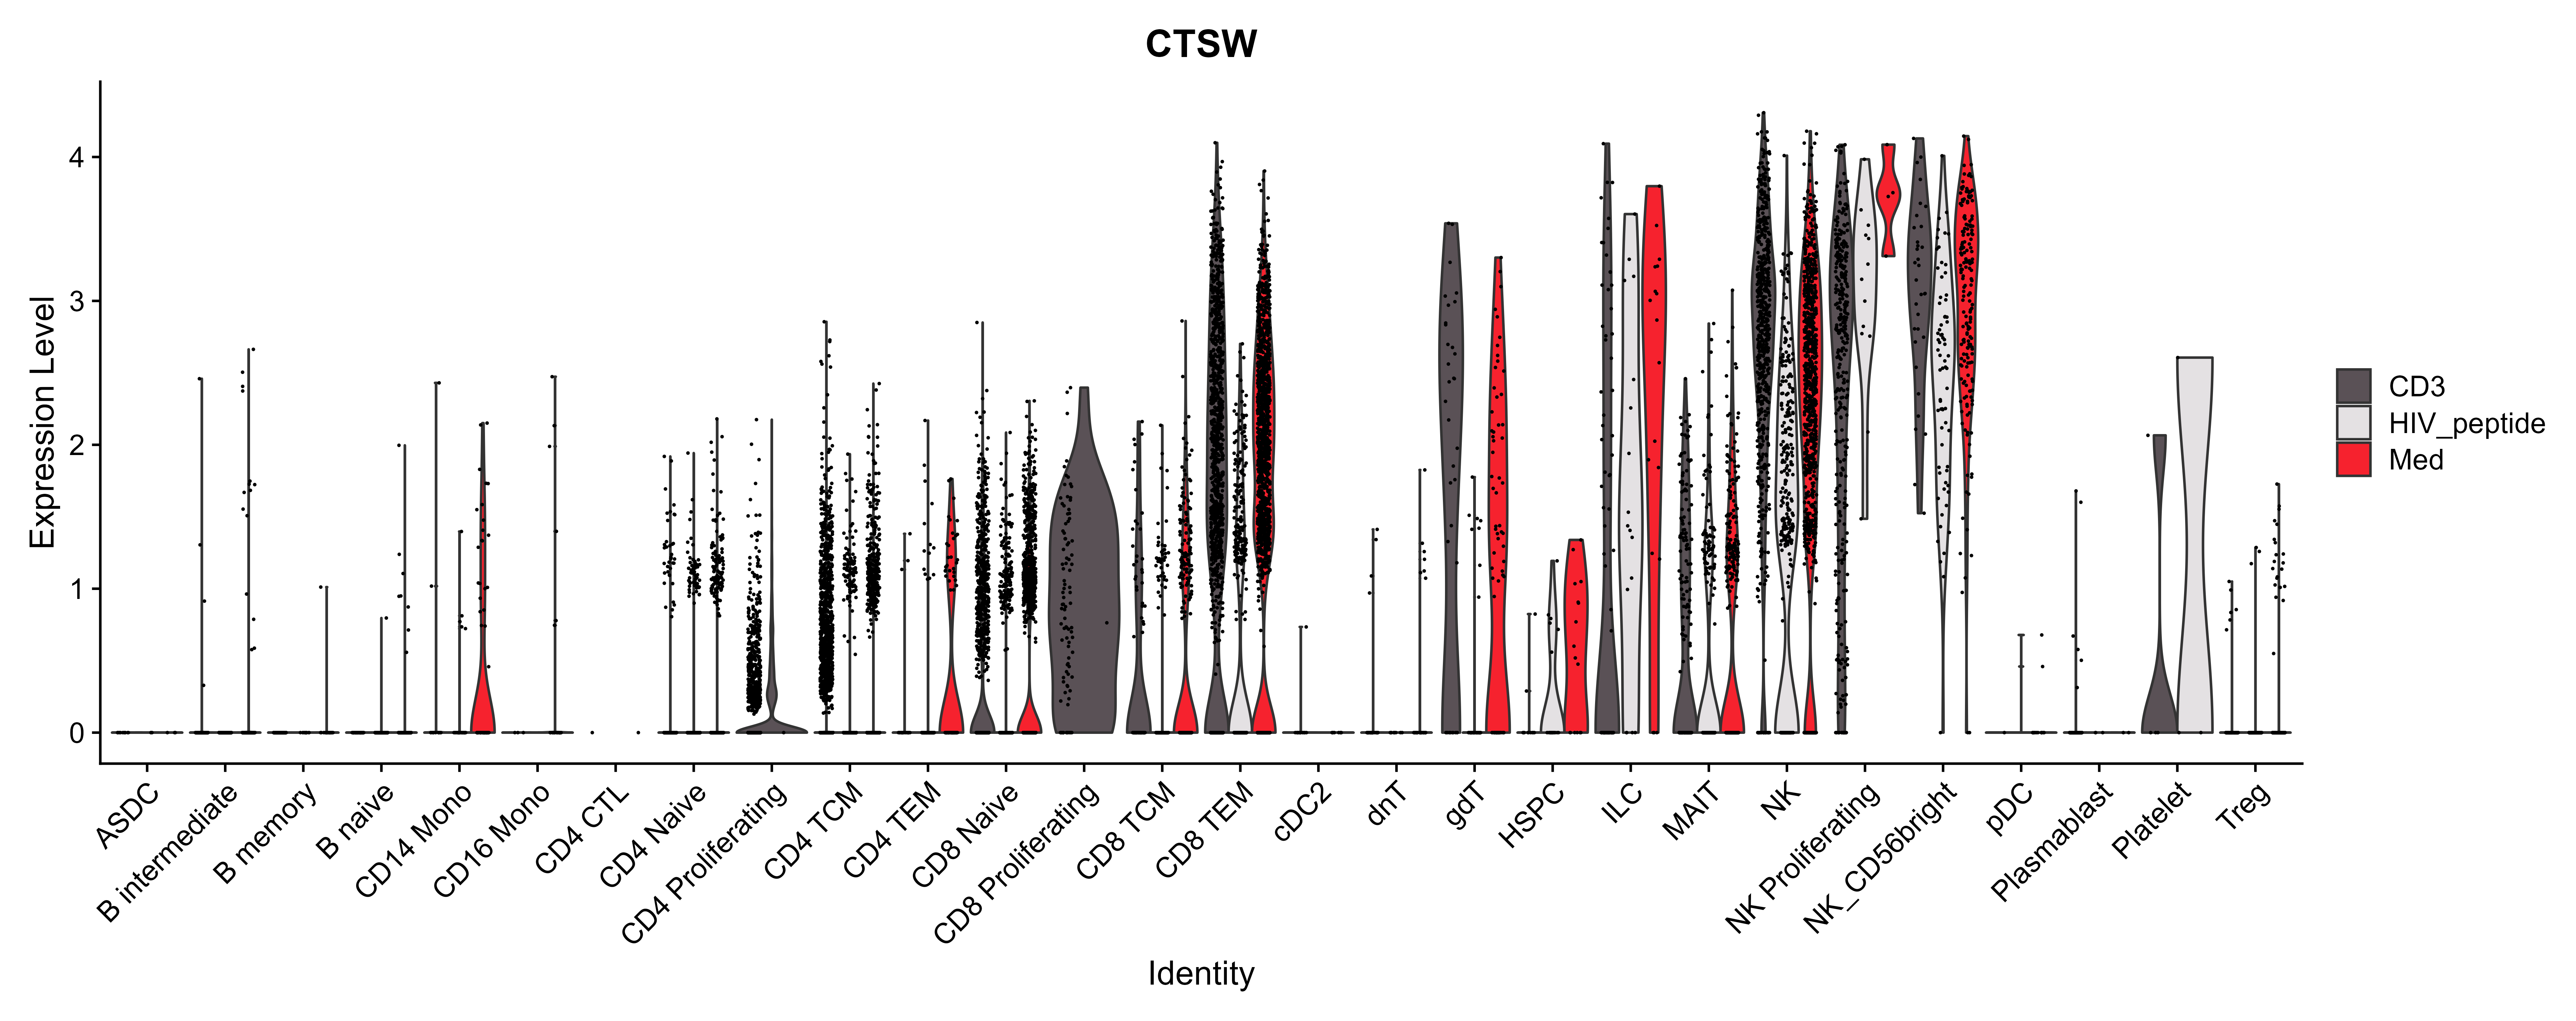 CTSW
Expression Level
4
3
2
1
0
ASDC
B intermediate
B memory
B naive
CD14 Mono
CD16 Mono
CD4 CTL
CD4 Naive
CD4 Proliferating
CD4 TCM
CD4 TEM
CD8 Naive
CD8 Proliferating
CD8 TCM
CD8 TEM
cDC2
dnT
gdT
HSPC
ILC
MAIT
NK
NK Proliferating
NK_CD56bright
pDC
Plasmablast
Platelet
Treg
Identity
CD3
HIV_peptide
Med